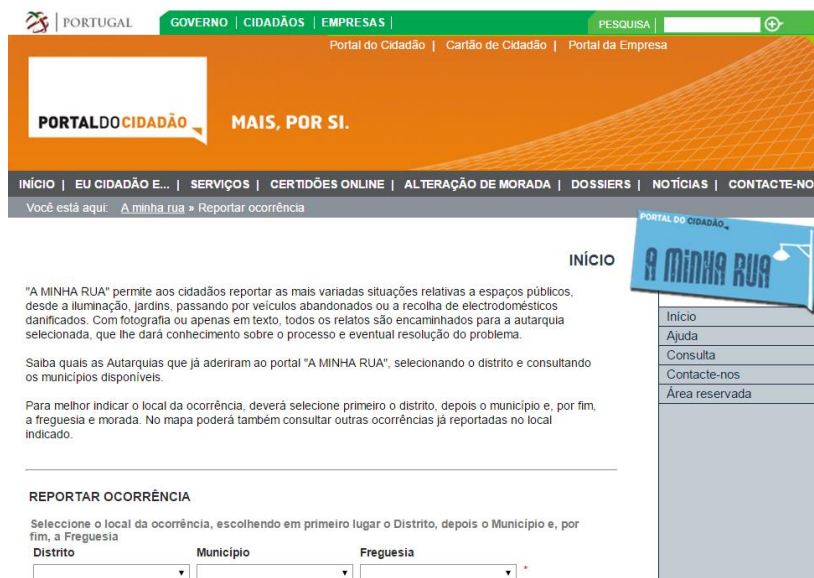 PORTUGAL
GOVERNO | CIDADÃOS | EMPRESAS |
PESQUISA |
Portal do Cidadão | Cartão de Cidadão | Portal da Empresa
PORTALDOCIDADÃO
MAIS, POR SI.
INÍCIO | EU CIDADÃO E... | SERVIÇOS | CERTIDÕES ONLINE | ALTERAÇÃO DE MORADA | DOSSIERS | NOTÍCIAS | CONTACTE-NO
Você está aqui: A minha rua » Reportar ocorrência
PORTAL DO CIDADÃO
A MINHA RUA
INÍCIO
"A MINHA RUA" permite aos cidadãos reportar as mais variadas situações relativas a espaços públicos,
desde a iluminação, jardins, passando por veículos abandonados ou a recolha de electrodomésticos
danificados. Com fotografia ou apenas em texto, todos os relatos são encaminhados para a autarquia
selecionada, que lhe dará conhecimento sobre o processo e eventual resolução do problema.
Saiba quais as Autarquias que já aderiram ao portal "A MINHA RUA", selecionando o distrito e consultando
os municípios disponíveis.
Para melhor indicar o local da ocorrência, deverá selecione primeiro o distrito, depois o município e, por fim,
a freguesia e morada. No mapa poderá também consultar outras ocorrências já reportadas no local
indicado.
Início
Ajuda
Consulta
Contacte-nos
Área reservada
REPORTAR OCORRÊNCIA
Seleccione o local da ocorrência, escolhendo em primeiro lugar o Distrito, depois o Município e, por
fim, a Freguesia
Distrito Município Freguesia
*